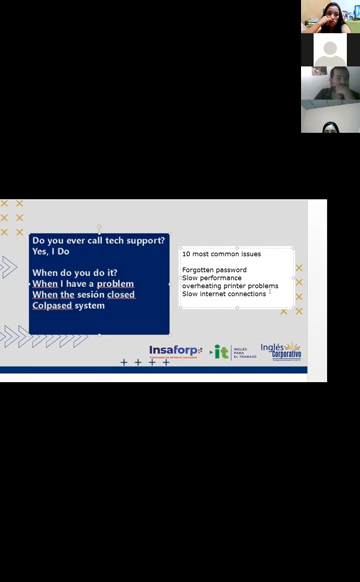 Do you ever call tech support?
Yes, I Do
When do you do it?
When I have a problem
When the sesión closed
Colpased system
10 most common issues
Forgotten password
Slow performance
overheating printer problems
Slow internet connections
Insaforp
it
INGLÉS
PARA
EL TRABAJO
Inglés
Corporativo